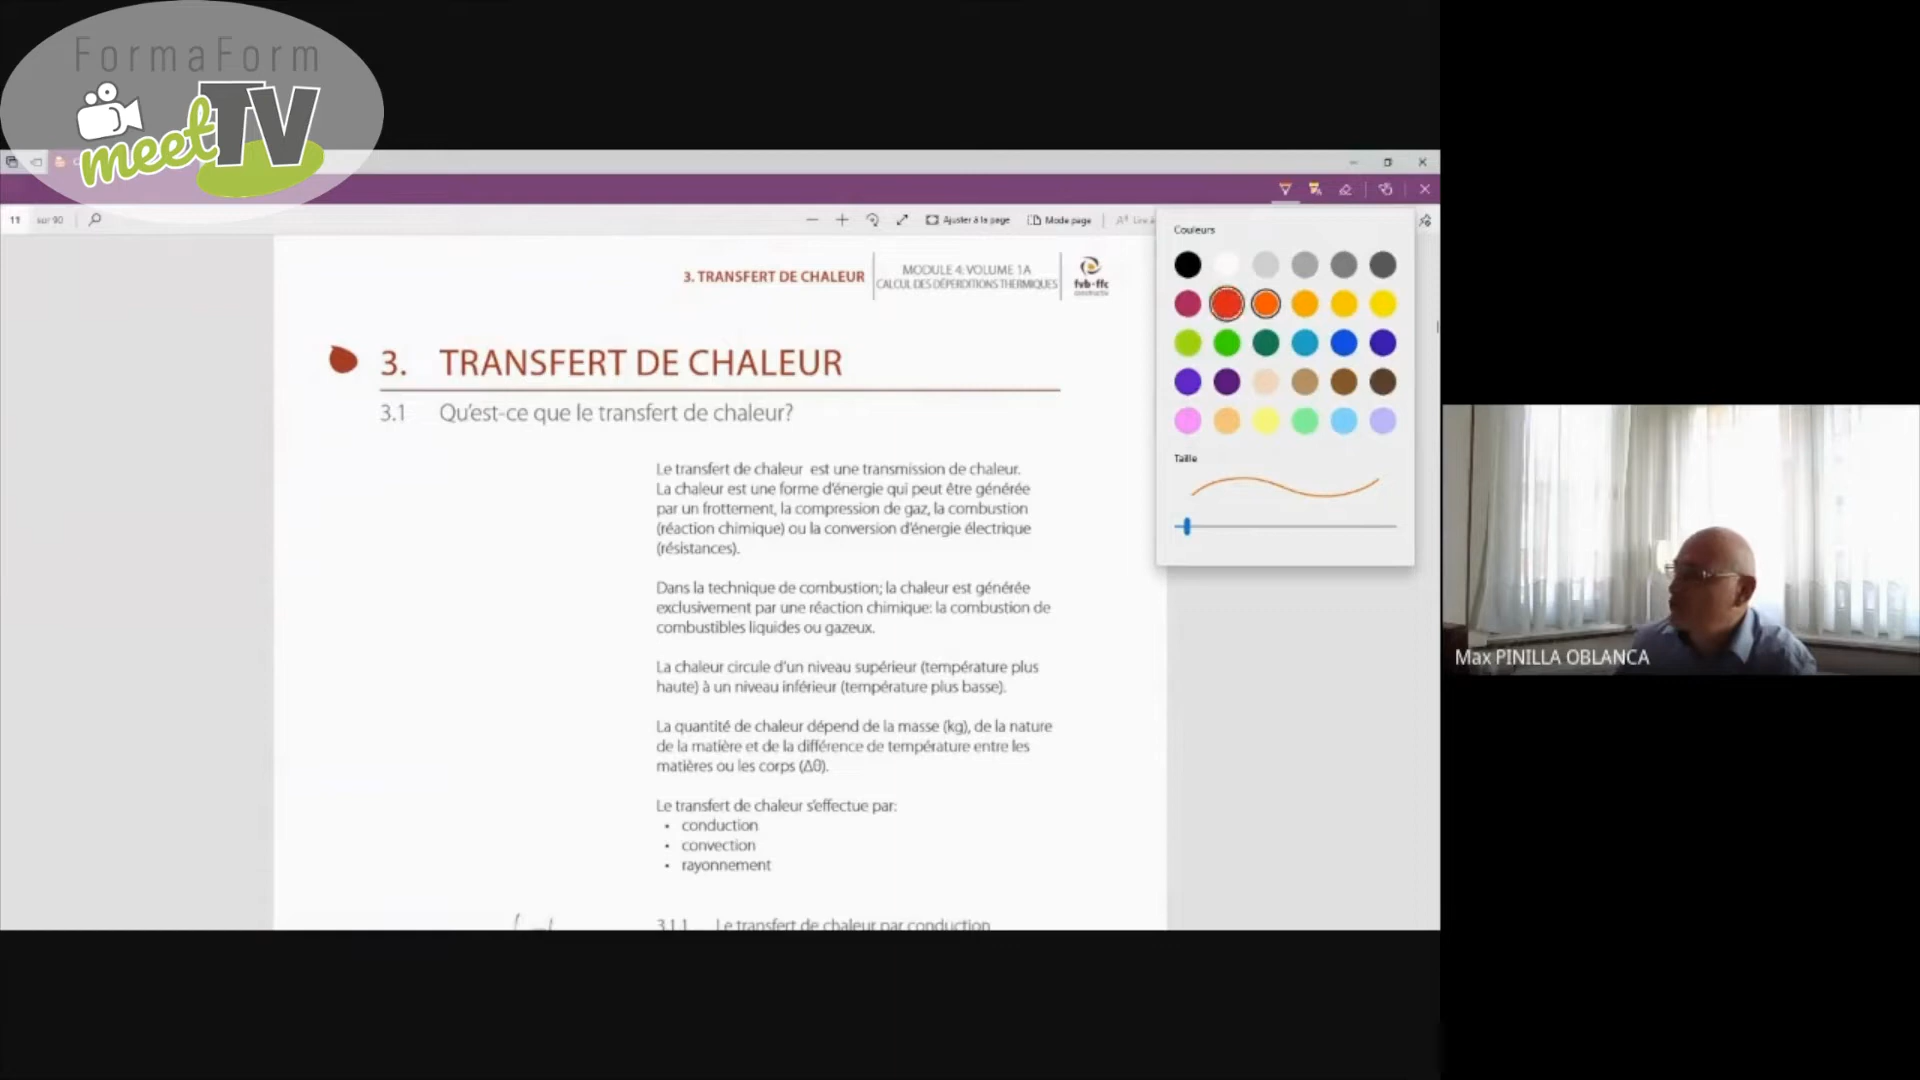 FormaForm
meetTV
11 sur 90
Ajuster à la page
Mode page
3. TRANSFERT DE CHALEUR
MODULE 4: VOLUME 1A
CALCUL DES DÉPERDITIONS THERMIQUES
fvb·ffc
constructiv
Couleurs
Taille
3. TRANSFERT DE CHALEUR
3.1 Qu'est-ce que le transfert de chaleur?
Le transfert de chaleur est une transmission de chaleur.
La chaleur est une forme d'énergie qui peut être générée
par un frottement, la compression de gaz, la combustion
(réaction chimique) ou la conversion d'énergie électrique
(résistances).
Dans la technique de combustion; la chaleur est générée
exclusivement par une réaction chimique: la combustion de
combustibles liquides ou gazeux.
La chaleur circule d'un niveau supérieur (température plus
haute) à un niveau inférieur (température plus basse).
La quantité de chaleur dépend de la masse (kg), de la nature
de la matière et de la différence de température entre les
matières ou les corps (Δθ).
Le transfert de chaleur s'effectue par:
• conduction
• convection
• rayonnement
3.1.1 Le transfert de chaleur par conduction
Max PINILLA OBLANCA